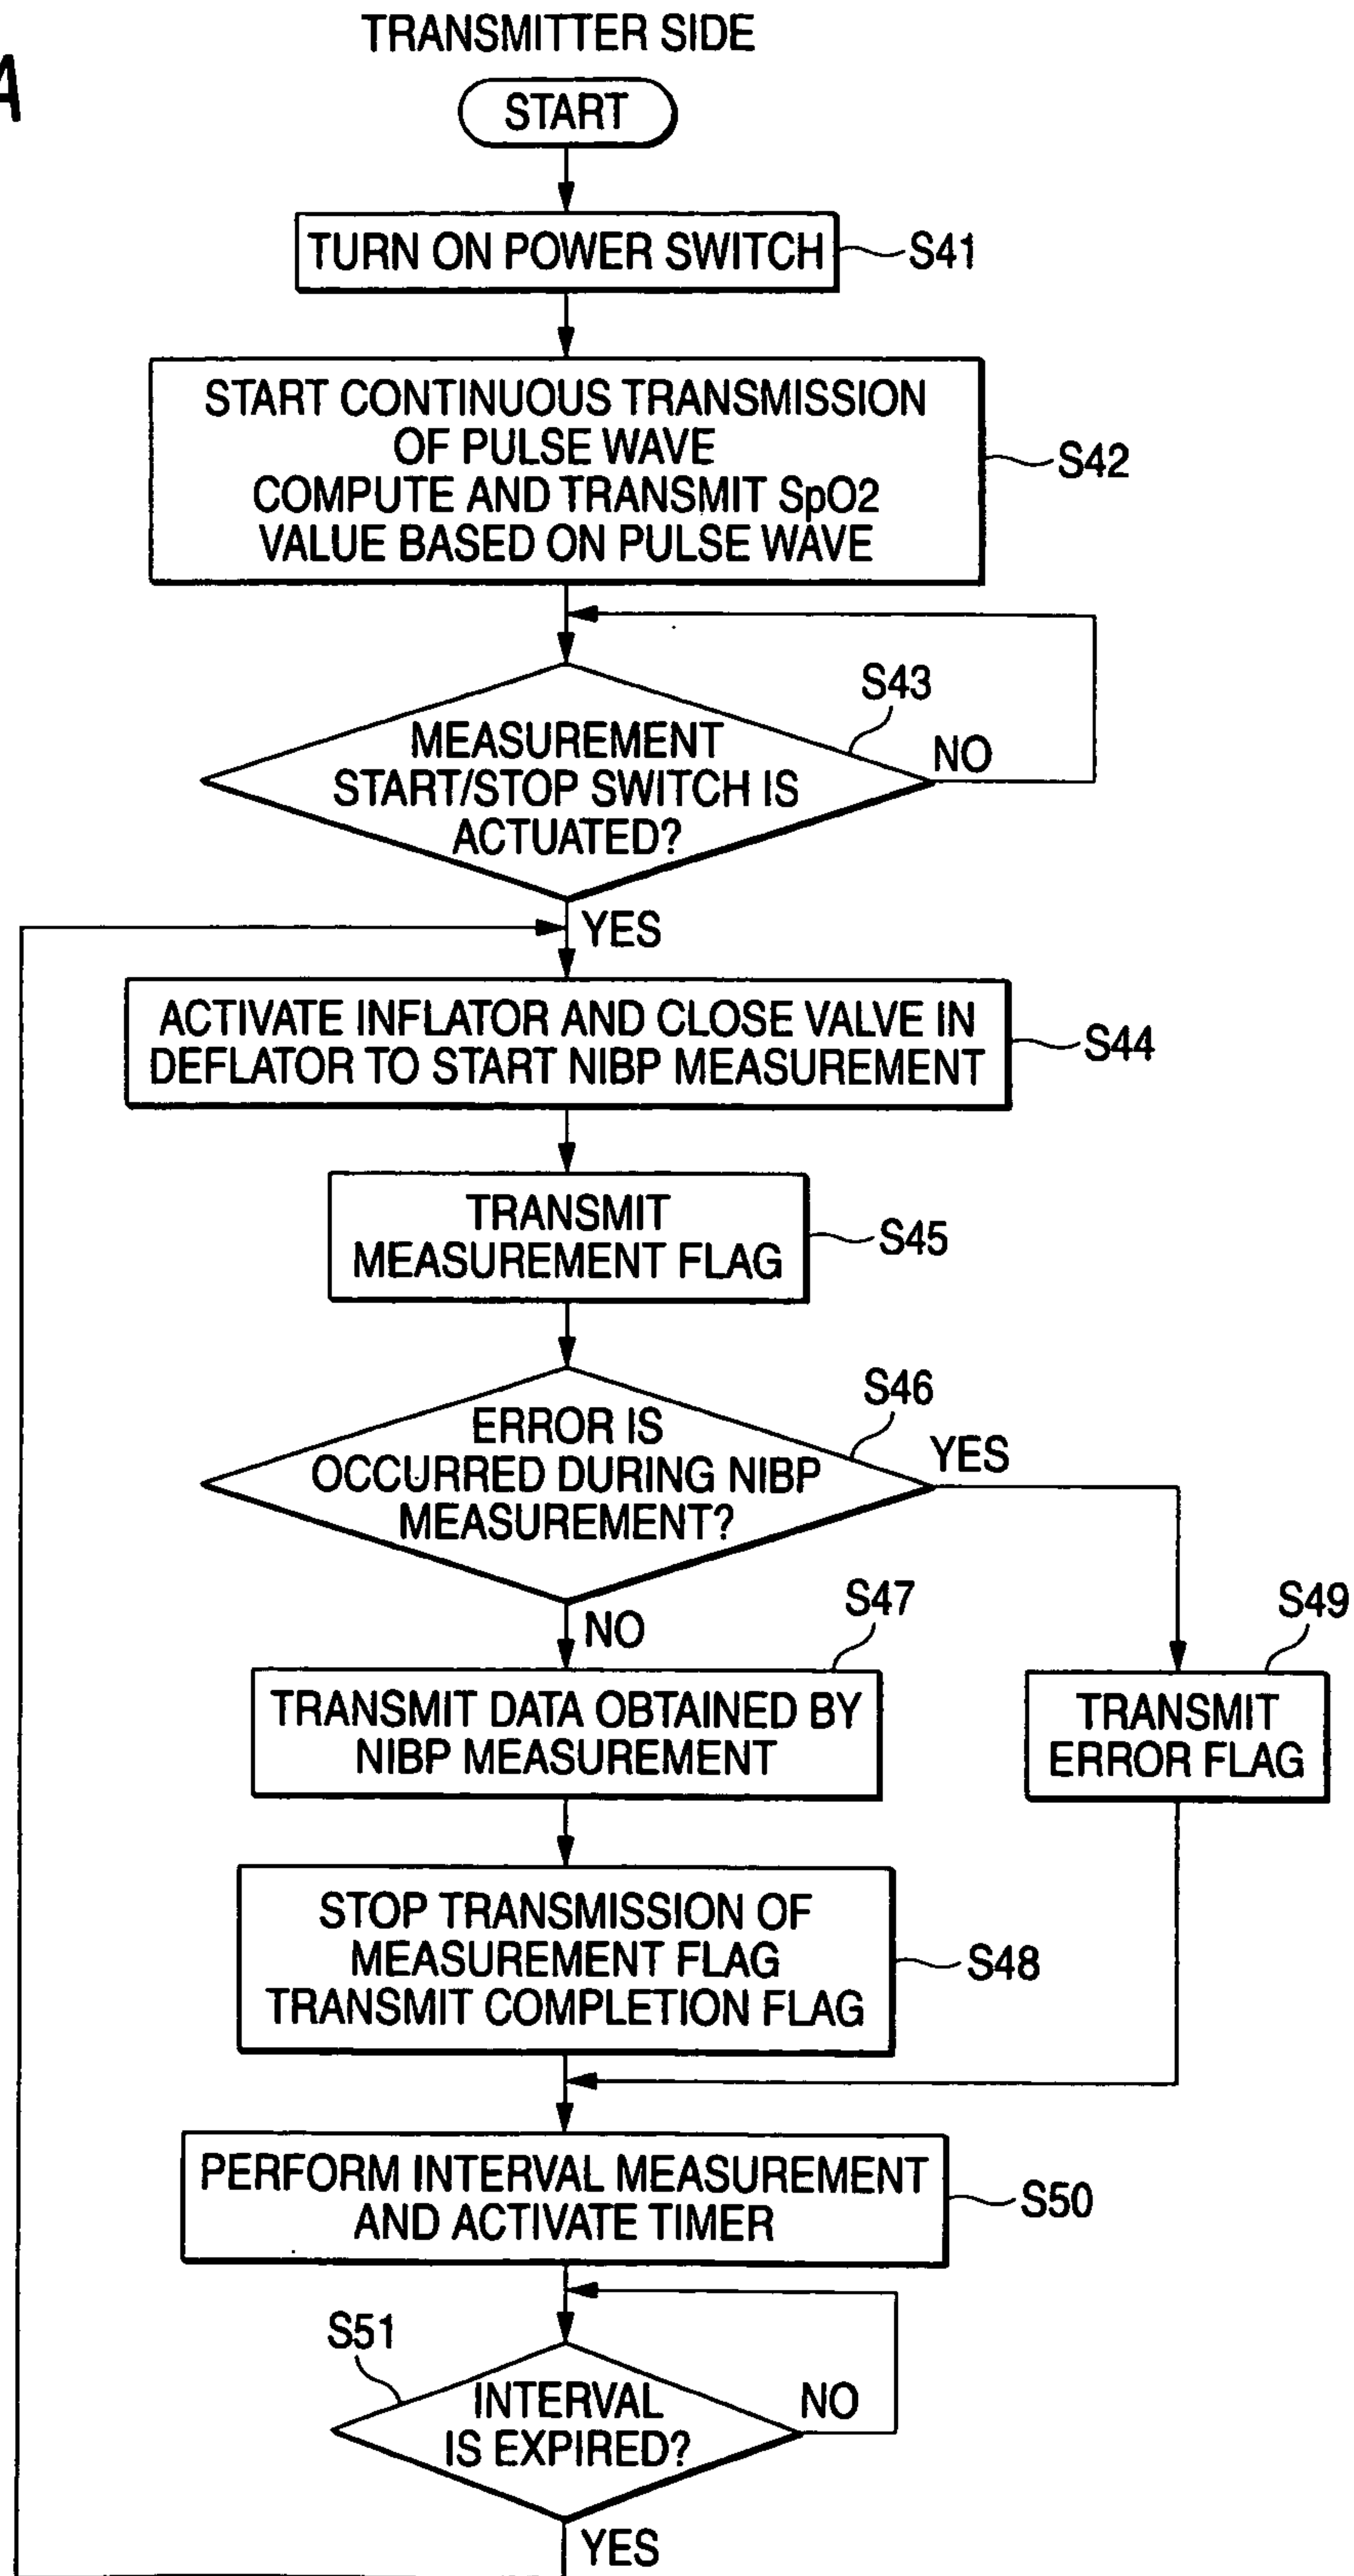 A
TRANSMITTER SIDE
START
TURN ON POWER SWITCH
S41
START CONTINUOUS TRANSMISSION
OF PULSE WAVE
COMPUTE AND TRANSMIT SpO2
VALUE BASED ON PULSE WAVE
S42
S43
MEASUREMENT
START/STOP SWITCH IS
ACTUATED?
NO
YES
ACTIVATE INFLATOR AND CLOSE VALVE IN
DEFLATOR TO START NIBP MEASUREMENT
S44
TRANSMIT
MEASUREMENT FLAG
S45
S46
ERROR IS
OCCURRED DURING NIBP
MEASUREMENT?
YES
NO
S47
TRANSMIT DATA OBTAINED BY
NIBP MEASUREMENT
S49
TRANSMIT
ERROR FLAG
STOP TRANSMISSION OF
MEASUREMENT FLAG
TRANSMIT COMPLETION FLAG
S48
PERFORM INTERVAL MEASUREMENT
AND ACTIVATE TIMER
S50
S51
INTERVAL
IS EXPIRED?
NO
YES